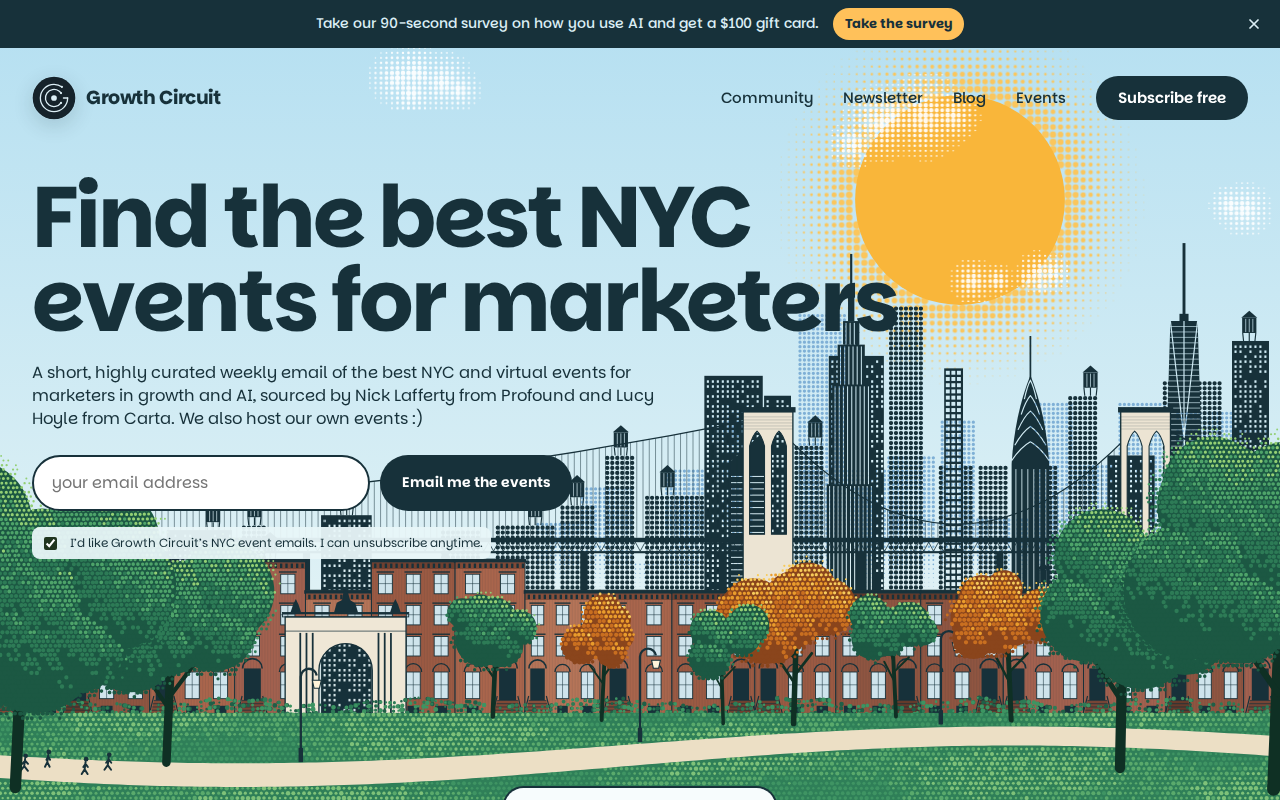 Take our 90-second survey on how you use AI and get a $100 gift card.
Take the survey
Growth Circuit
Community
Newsletter
Blog
Events
Subscribe free
Find the best NYC
events for marketers
A short, highly curated weekly email of the best NYC and virtual events for
marketers in growth and AI, sourced by Nick Lafferty from Profound and Lucy
Hoyle from Carta. We also host our own events :)
your email address
Email me the events
I'd like Growth Circuit's NYC event emails. I can unsubscribe anytime.